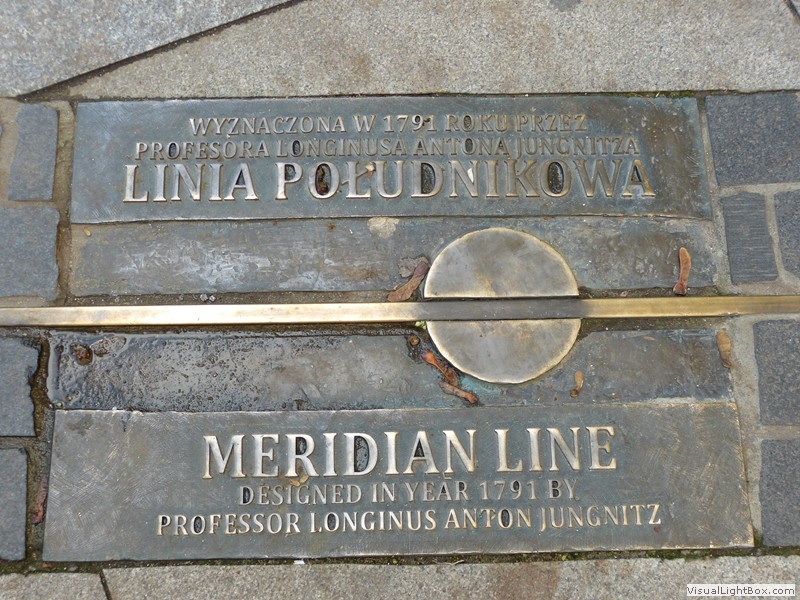 WYZNACZONA W 1791 ROKU PRZEZ
PROFESORA LONGINUSA ANTONA JUNGNITZA
LINIA POŁUDNIKOWA
MERIDIAN LINE
DESIGNED IN YEAR 1791 BY
PROFESSOR LONGINUS ANTON JUNGNITZ
VisualLightBox.com